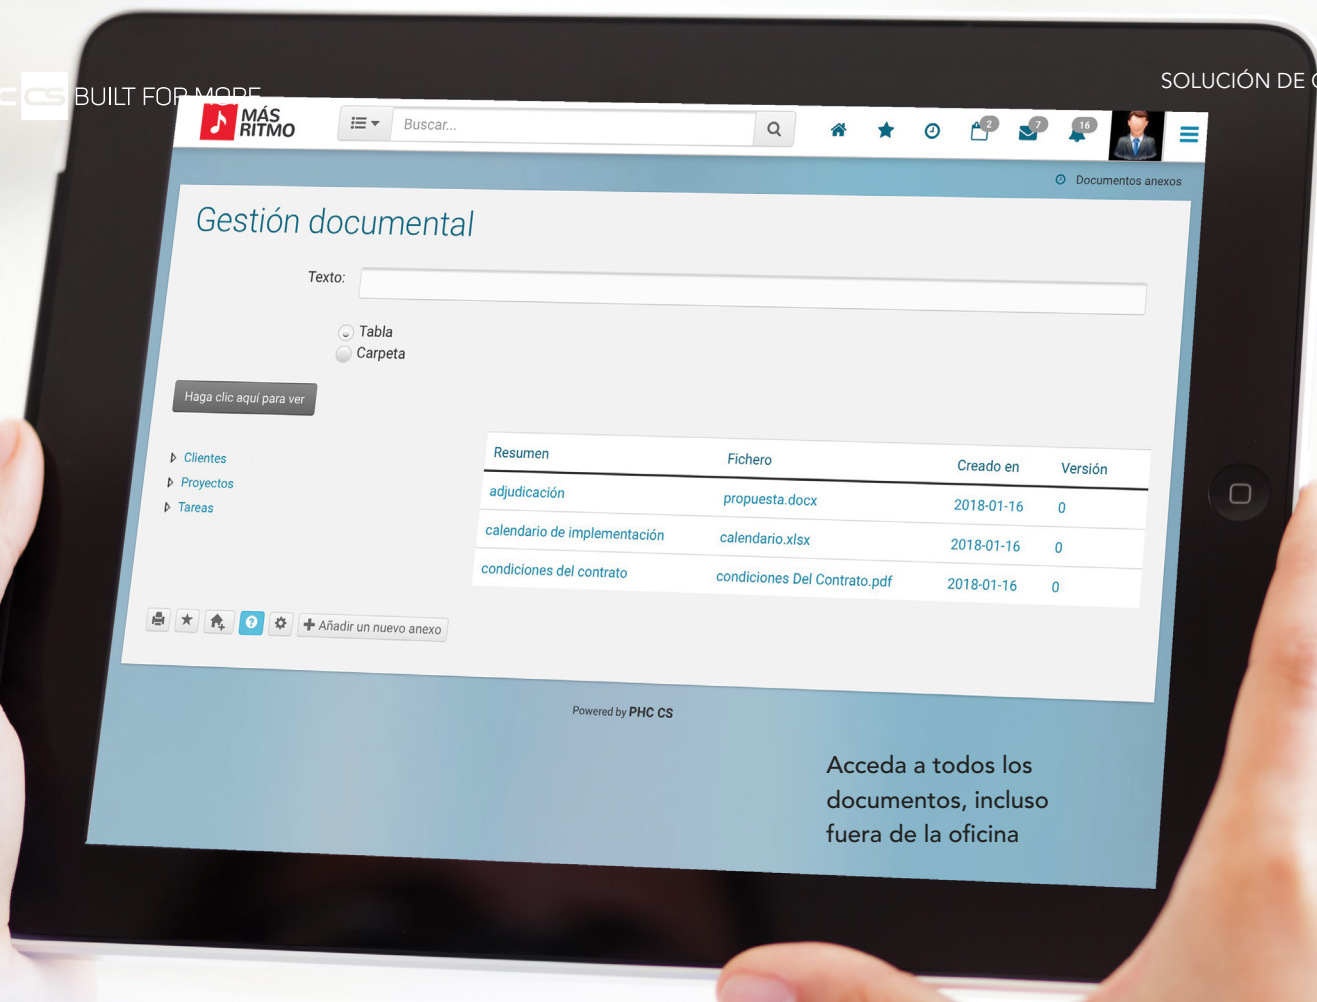 CS BUILT FOR MORE
SOLUCIÓN DE
MÁS
RITMO
Buscar...
2
7
16
Documentos anexos
Gestión documental
Texto:
Tabla
Carpeta
Haga clic aquí para ver
Clientes
Proyectos
Tareas
Resumen Fichero Creado en Versión
adjudicación propuesta.docx 2018-01-16 0
calendario de implementación calendario.xlsx 2018-01-16 0
condiciones del contrato condiciones Del Contrato.pdf 2018-01-16 0
Añadir un nuevo anexo
Powered by PHC CS
Acceda a todos los
documentos, incluso
fuera de la oficina